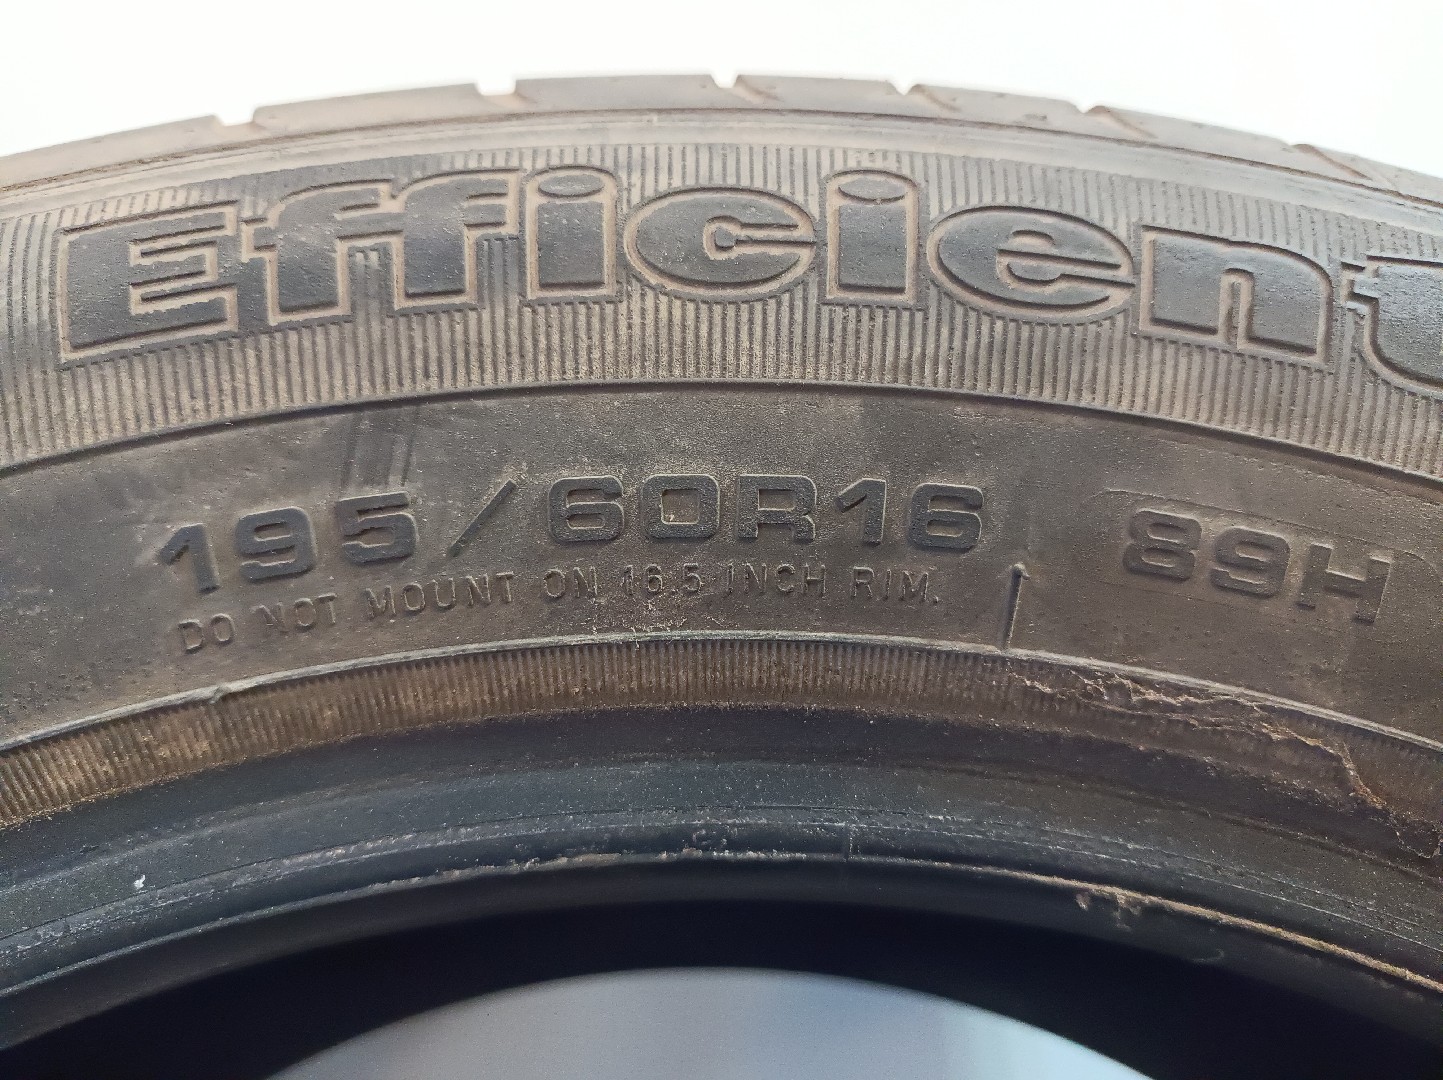 Efficient
195/60R16 89H
DO NOT MOUNT ON 16.5 INCH RIM.